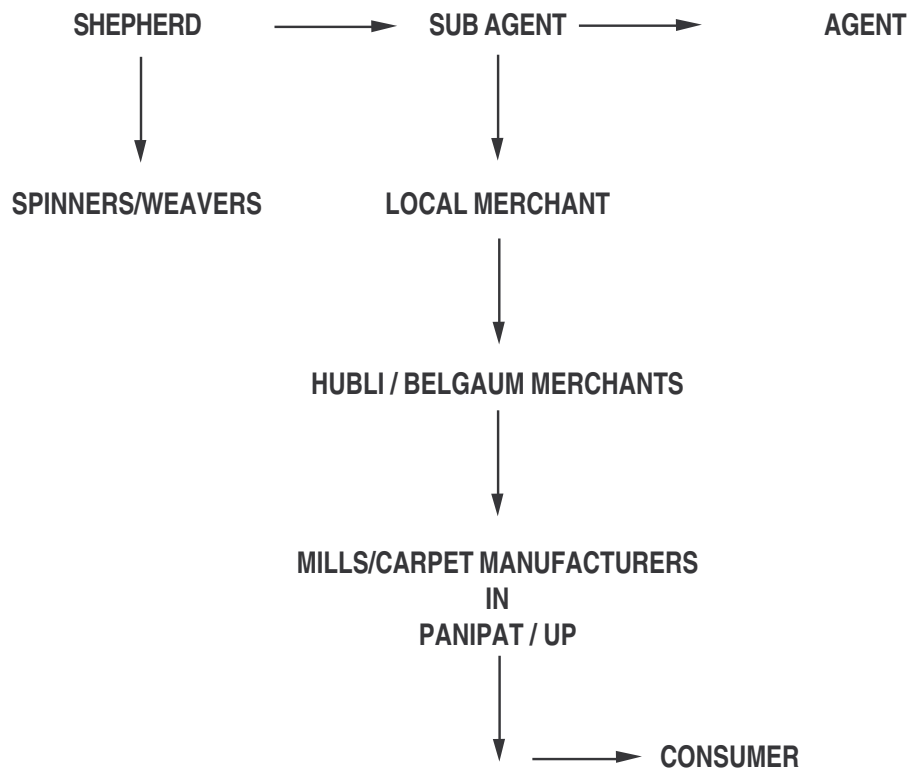 SHEPHERD SUB AGENT AGENT
SPINNERS/WEAVERS LOCAL MERCHANT
HUBLI / BELGAUM MERCHANTS
MILLS/CARPET MANUFACTURERS
IN
PANIPAT / UP
CONSUMER